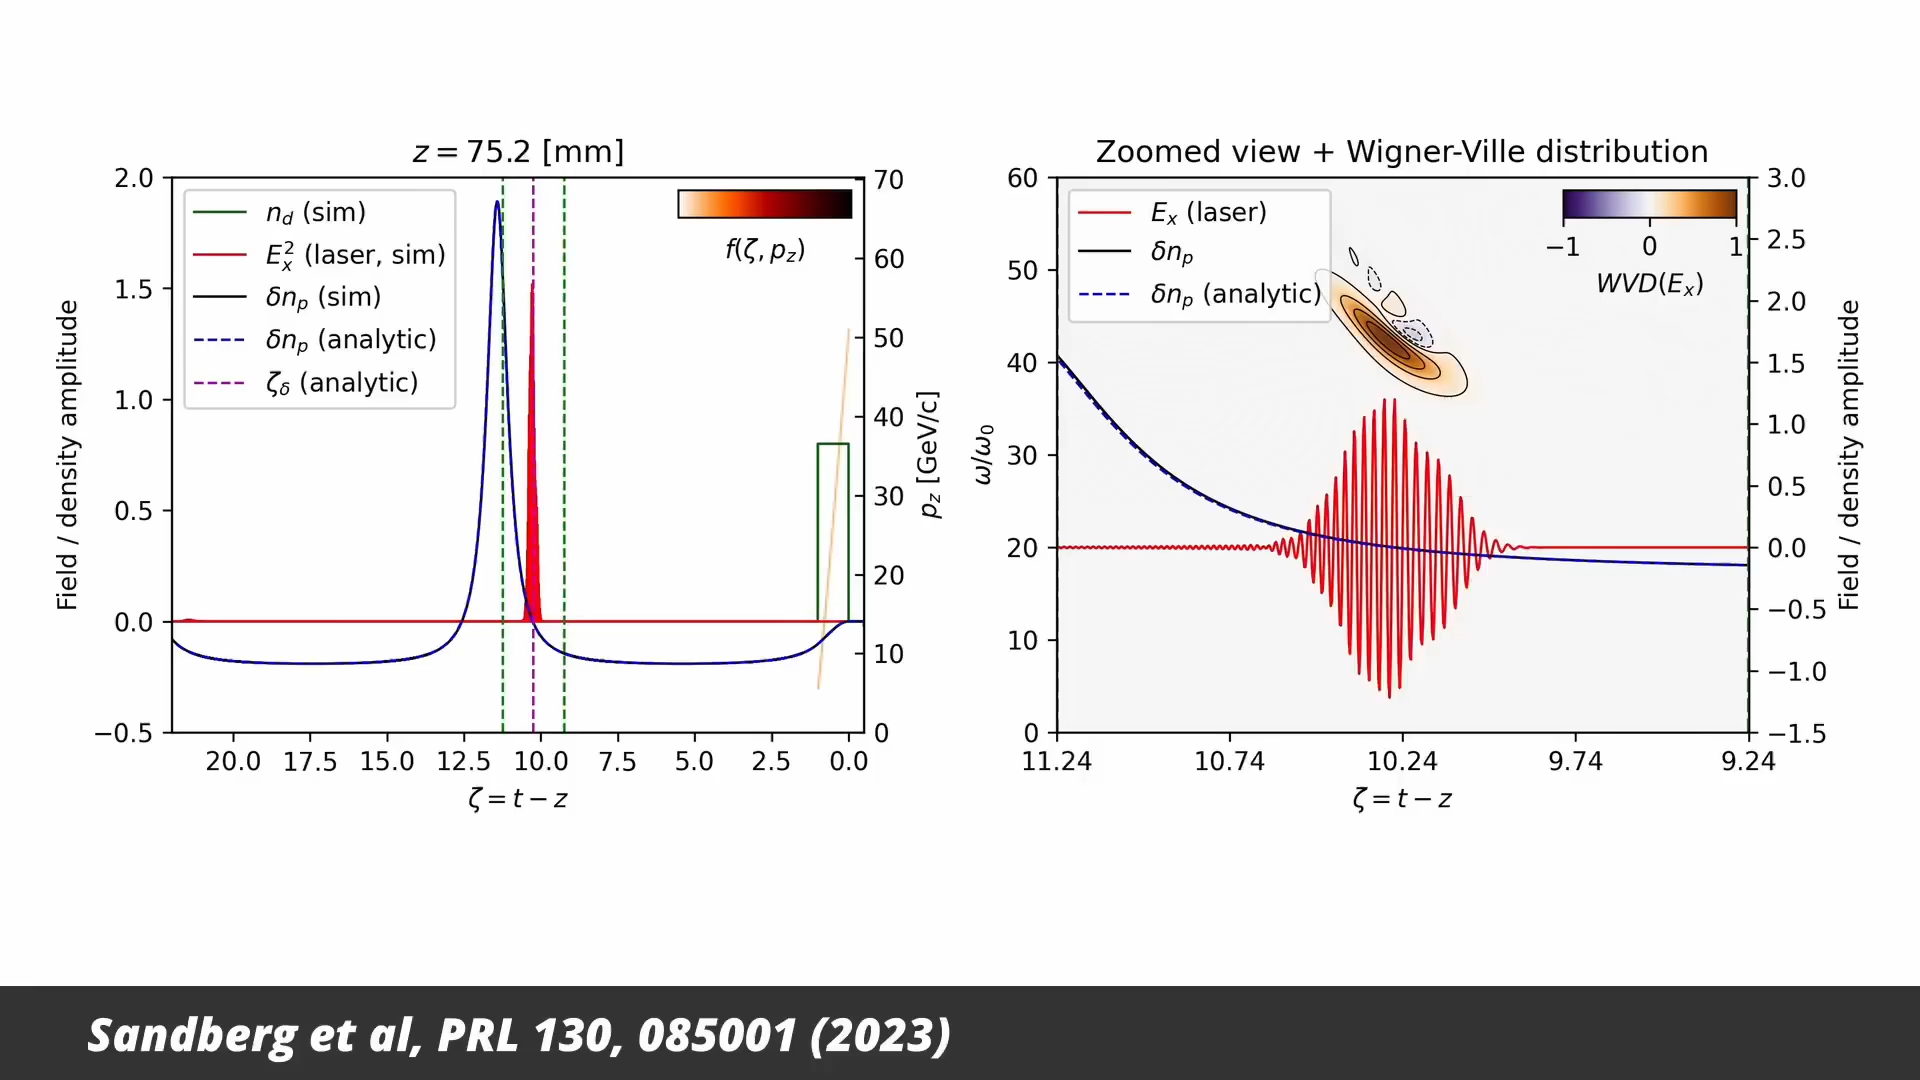 z = 75.2 [mm]
2.0
1.5
1.0
0.5
0.0
−0.5
Field / density amplitude
n_d (sim)
E_x^2 (laser, sim)
δn_p (sim)
δn_p (analytic)
ζ_δ (analytic)
f(ζ, p_z)
70
60
50
40
30
20
10
0
p_z [GeV/c]
20.0 17.5 15.0 12.5 10.0 7.5 5.0 2.5 0.0
ζ = t − z
Zoomed view + Wigner-Ville distribution
60
50
40
30
20
10
0
ω/ω_0
E_x (laser)
δn_p
δn_p (analytic)
−1 0 1
WVD(E_x)
3.0
2.5
2.0
1.5
1.0
0.5
0.0
−0.5
−1.0
−1.5
Field / density amplitude
11.24 10.74 10.24 9.74 9.24
ζ = t − z
Sandberg et al, PRL 130, 085001 (2023)